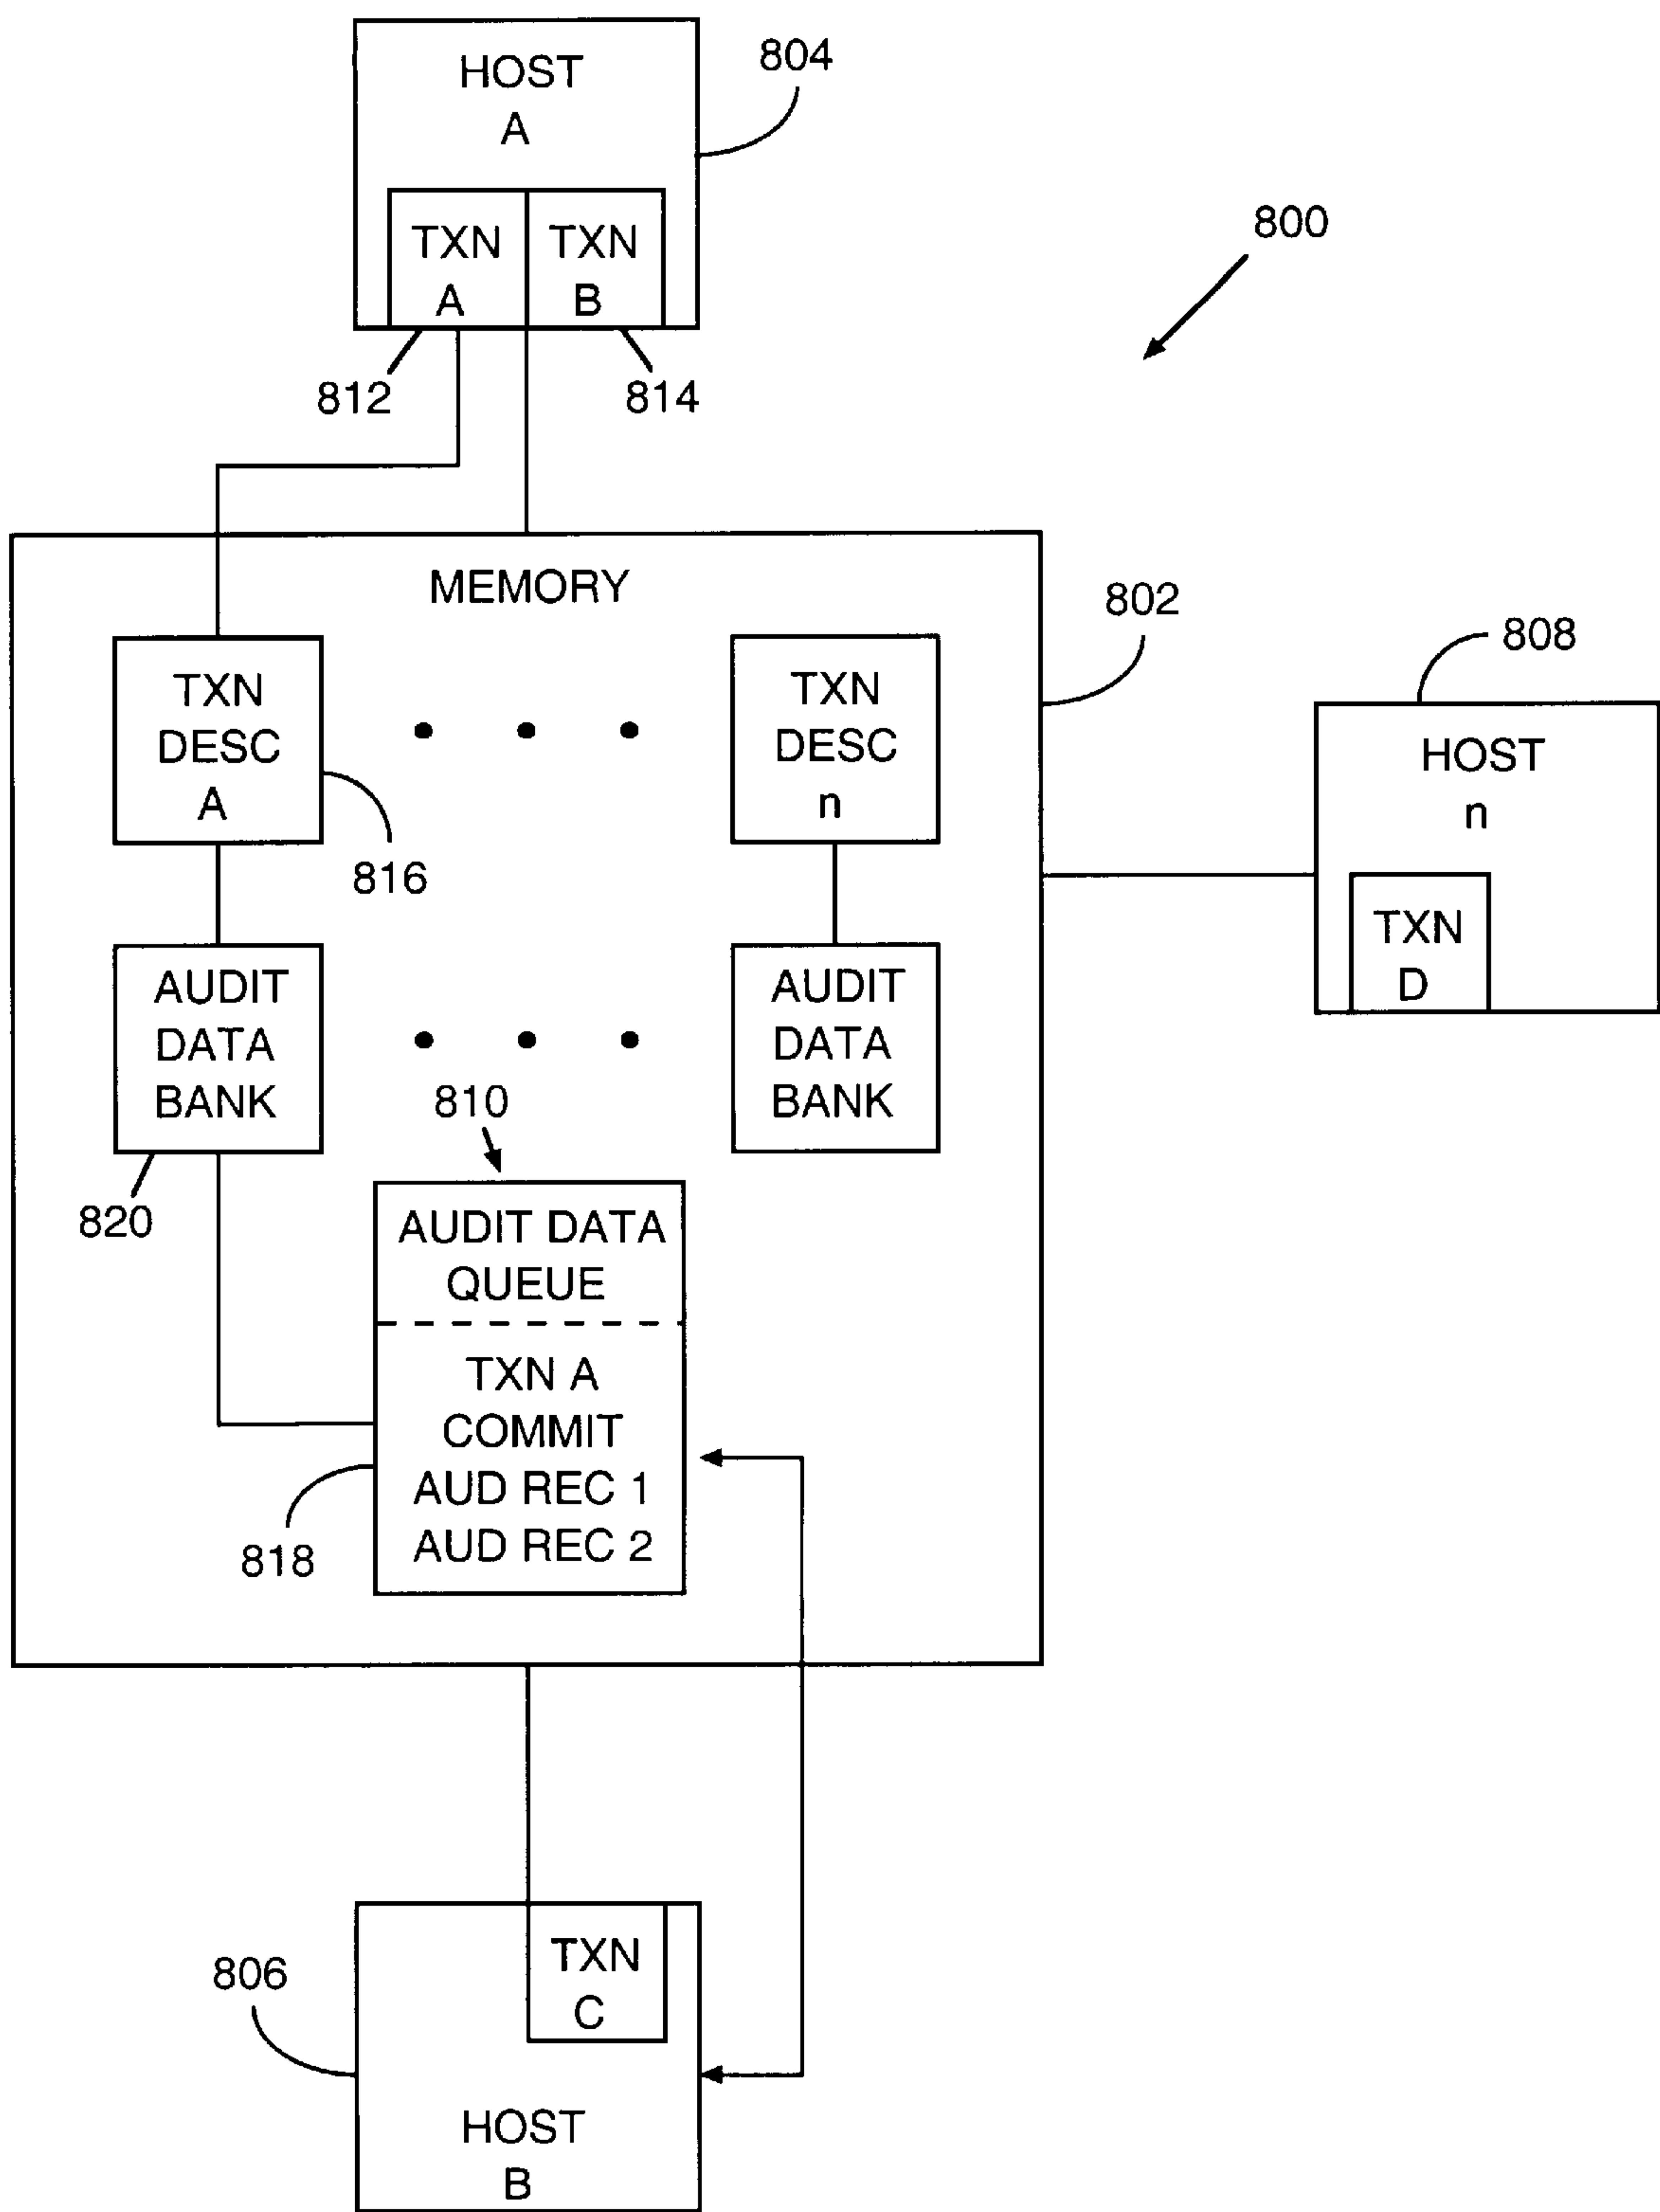 HOST
A
804
TXN
A
TXN
B
812
814
800
MEMORY
802
808
TXN
DESC
A
816
TXN
DESC
n
HOST
n
TXN
D
AUDIT
DATA
BANK
820
AUDIT
DATA
BANK
810
AUDIT DATA
QUEUE
TXN A
COMMIT
AUD REC 1
AUD REC 2
818
TXN
C
806
HOST
B